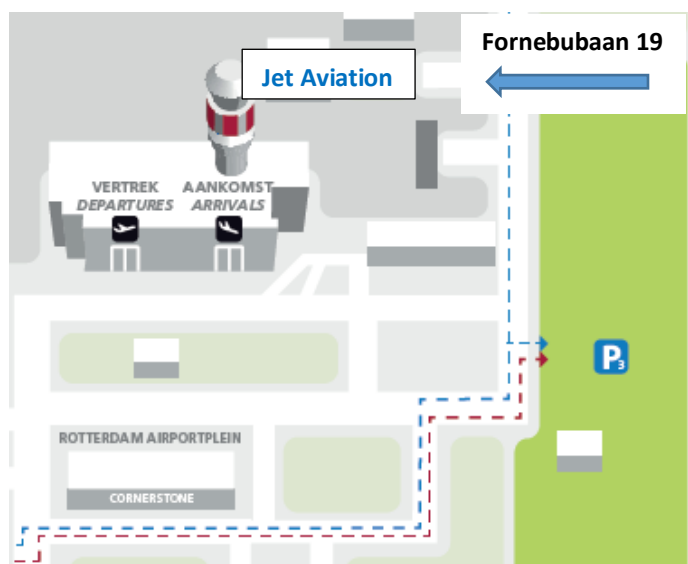 Fornebubaan 19
Jet Aviation
VERTREK
DEPARTURES
AANKOMST
ARRIVALS
P3
ROTTERDAM AIRPORTPLEIN
CORNERSTONE